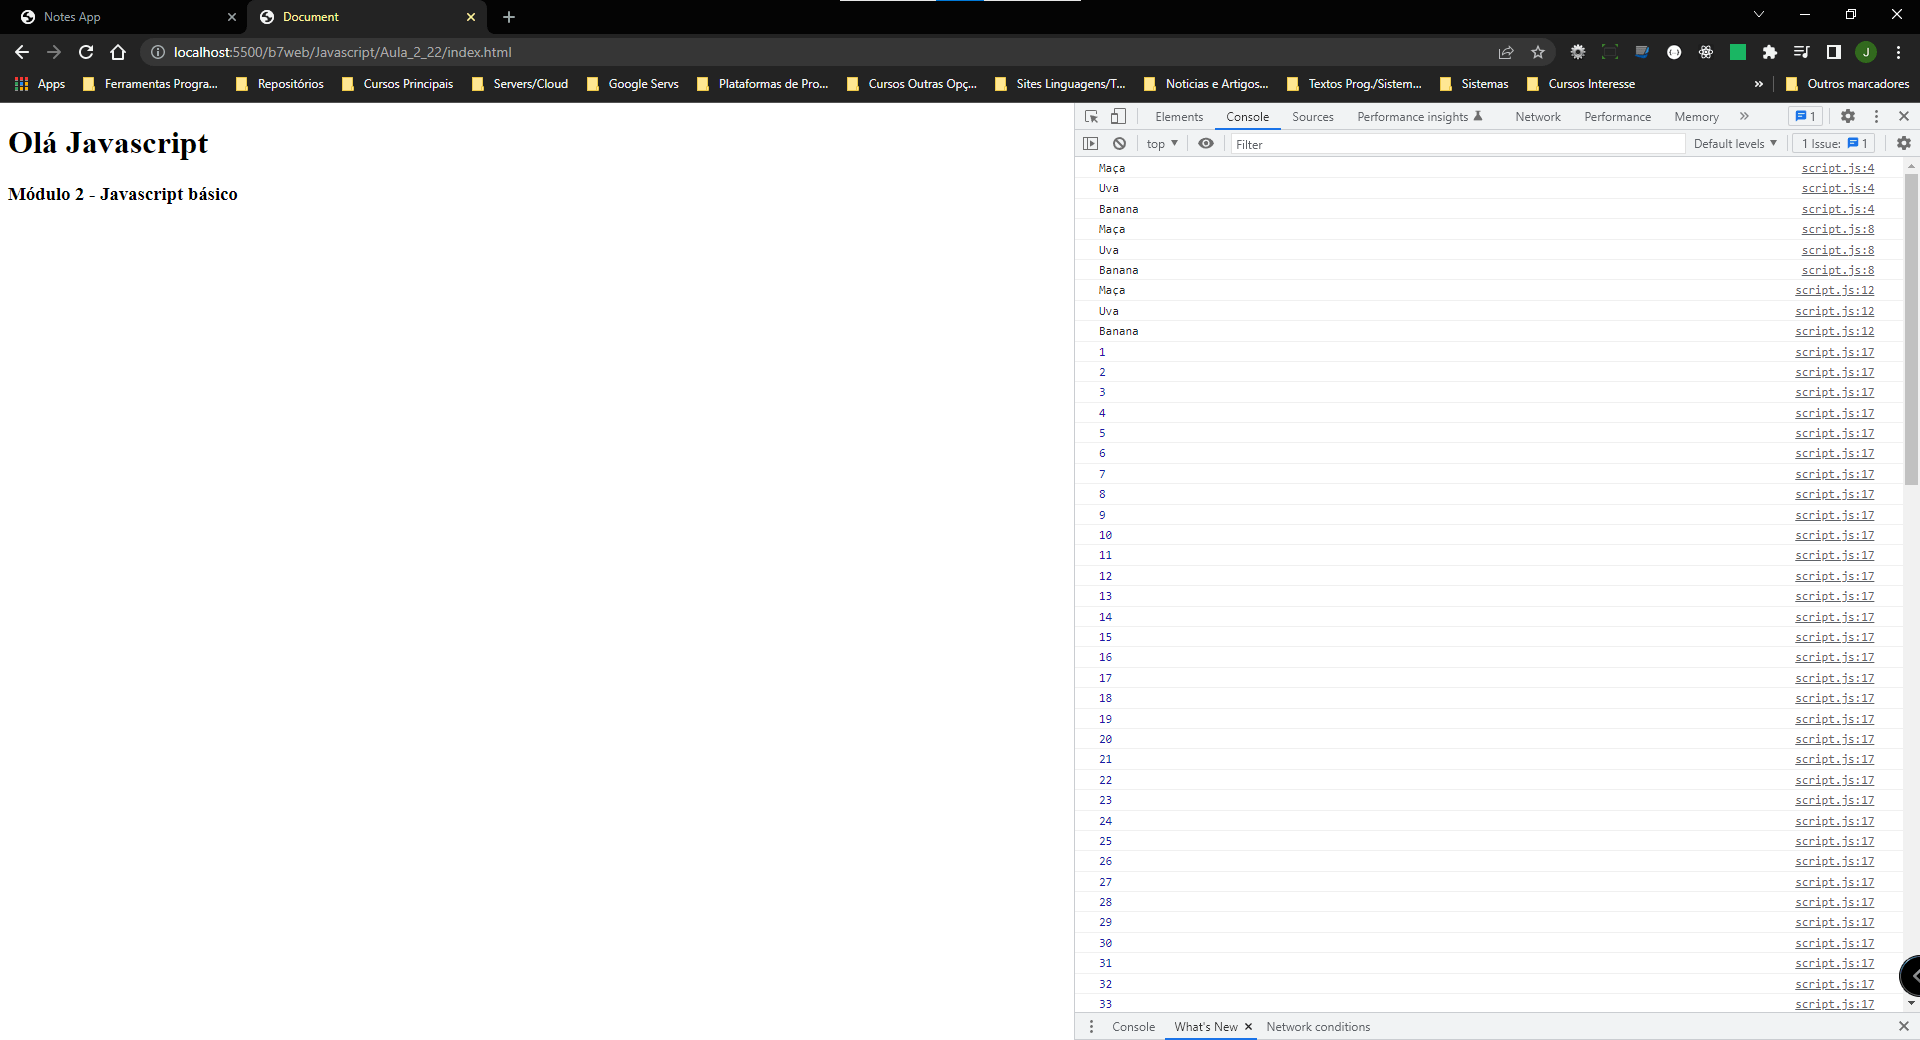 Notes App
Document
localhost:5500/b7web/Javascript/Aula_2_22/index.html
J
Apps
Ferramentas Progra...
Repositórios
Cursos Principais
Servers/Cloud
Google Servs
Plataformas de Pro...
Cursos Outras Opç...
Sites Linguagens/T...
Noticias e Artigos...
Textos Prog./Sistem...
Sistemas
Cursos Interesse
»
Outros marcadores
Olá Javascript
Módulo 2 - Javascript básico
Elements Console Sources Performance insights Network Performance Memory » 1
top Filter Default levels 1 Issue: 1
Maça script.js:4
Uva script.js:4
Banana script.js:4
Maça script.js:8
Uva script.js:8
Banana script.js:8
Maça script.js:12
Uva script.js:12
Banana script.js:12
1 script.js:17
2 script.js:17
3 script.js:17
4 script.js:17
5 script.js:17
6 script.js:17
7 script.js:17
8 script.js:17
9 script.js:17
10 script.js:17
11 script.js:17
12 script.js:17
13 script.js:17
14 script.js:17
15 script.js:17
16 script.js:17
17 script.js:17
18 script.js:17
19 script.js:17
20 script.js:17
21 script.js:17
22 script.js:17
23 script.js:17
24 script.js:17
25 script.js:17
26 script.js:17
27 script.js:17
28 script.js:17
29 script.js:17
30 script.js:17
31 script.js:17
32 script.js:17
33 script.js:17
Console What's New Network conditions